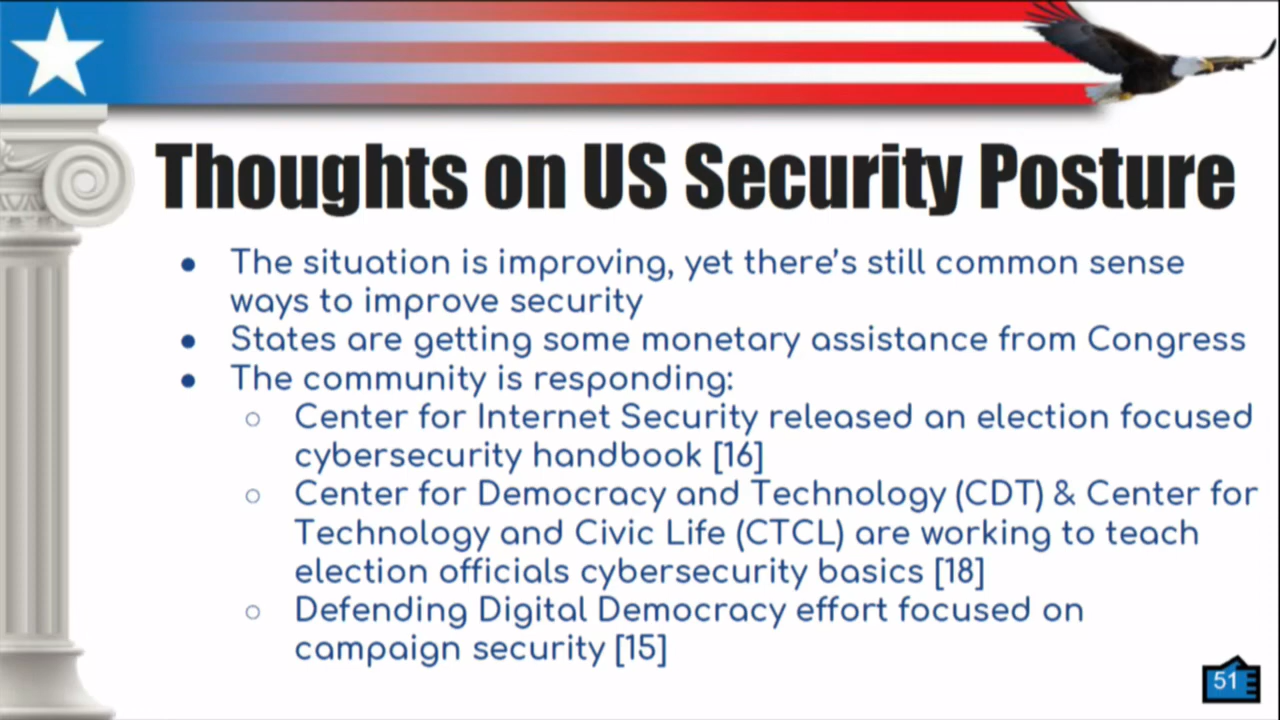 Thoughts on US Security Posture
● The situation is improving, yet there's still common sense
ways to improve security
● States are getting some monetary assistance from Congress
● The community is responding:
○ Center for Internet Security released an election focused
cybersecurity handbook [16]
○ Center for Democracy and Technology (CDT) & Center for
Technology and Civic Life (CTCL) are working to teach
election officials cybersecurity basics [18]
○ Defending Digital Democracy effort focused on
campaign security [15]
51